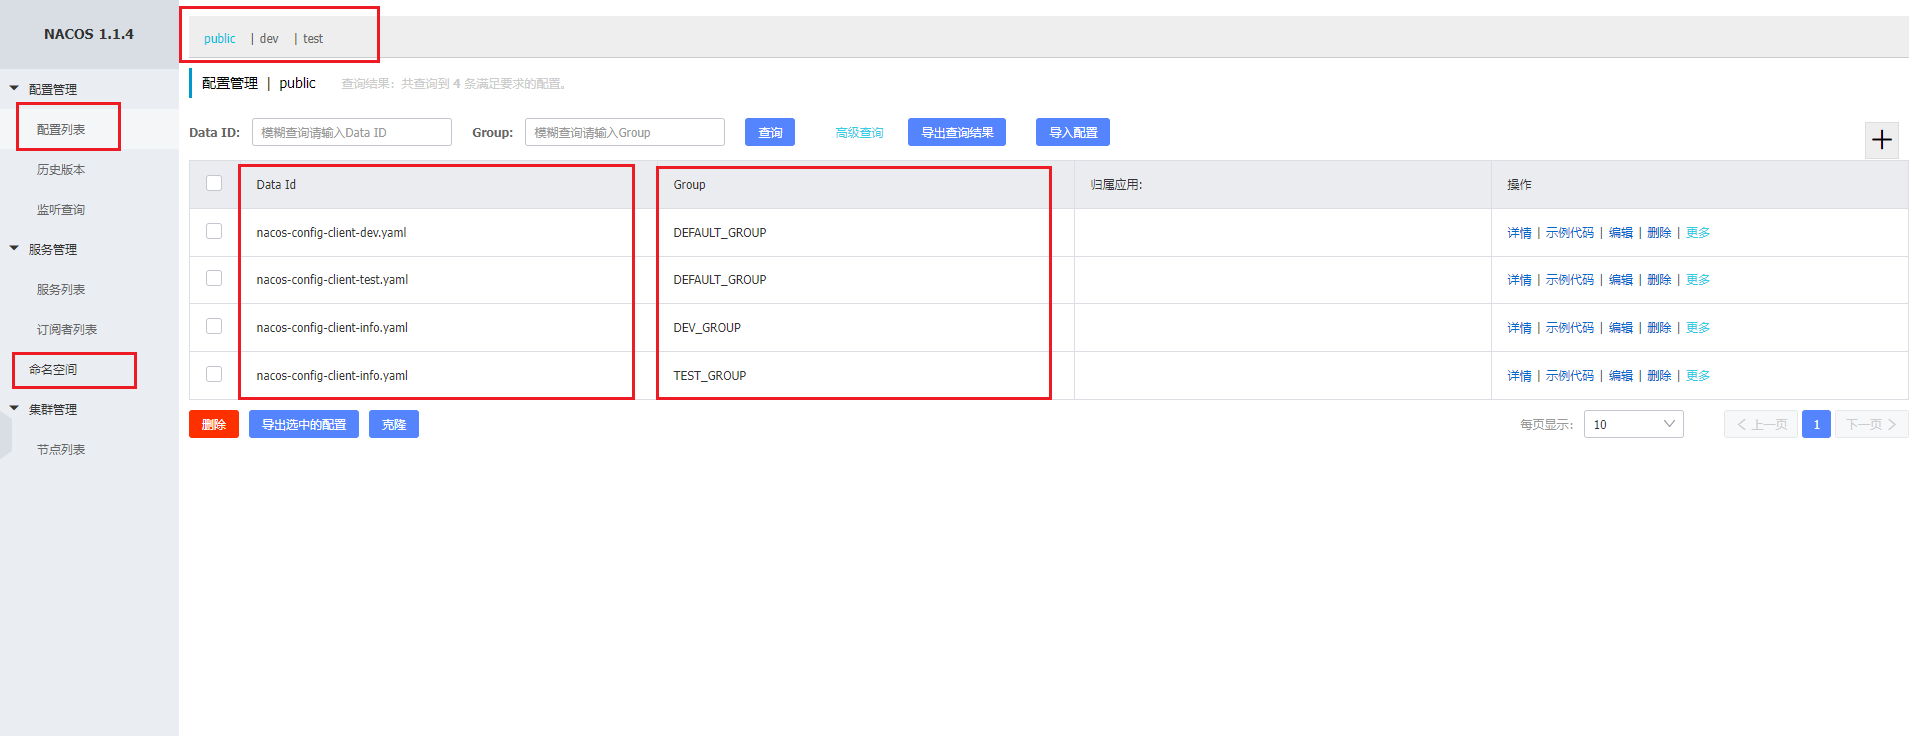 NACOS 1.1.4
配置管理
配置列表
历史版本
监听查询
服务管理
服务列表
订阅者列表
命名空间
集群管理
节点列表
public | dev | test
配置管理 | public 查询结果：共查询到 4 条满足要求的配置。
Data ID: 模糊查询请输入Data ID Group: 模糊查询请输入Group 查询 高级查询 导出查询结果 导入配置
Data Id Group 归属应用: 操作
nacos-config-client-dev.yaml DEFAULT_GROUP 详情 | 示例代码 | 编辑 | 删除 | 更多
nacos-config-client-test.yaml DEFAULT_GROUP 详情 | 示例代码 | 编辑 | 删除 | 更多
nacos-config-client-info.yaml DEV_GROUP 详情 | 示例代码 | 编辑 | 删除 | 更多
nacos-config-client-info.yaml TEST_GROUP 详情 | 示例代码 | 编辑 | 删除 | 更多
删除 导出选中的配置 克隆 每页显示: 10 上一页 1 下一页